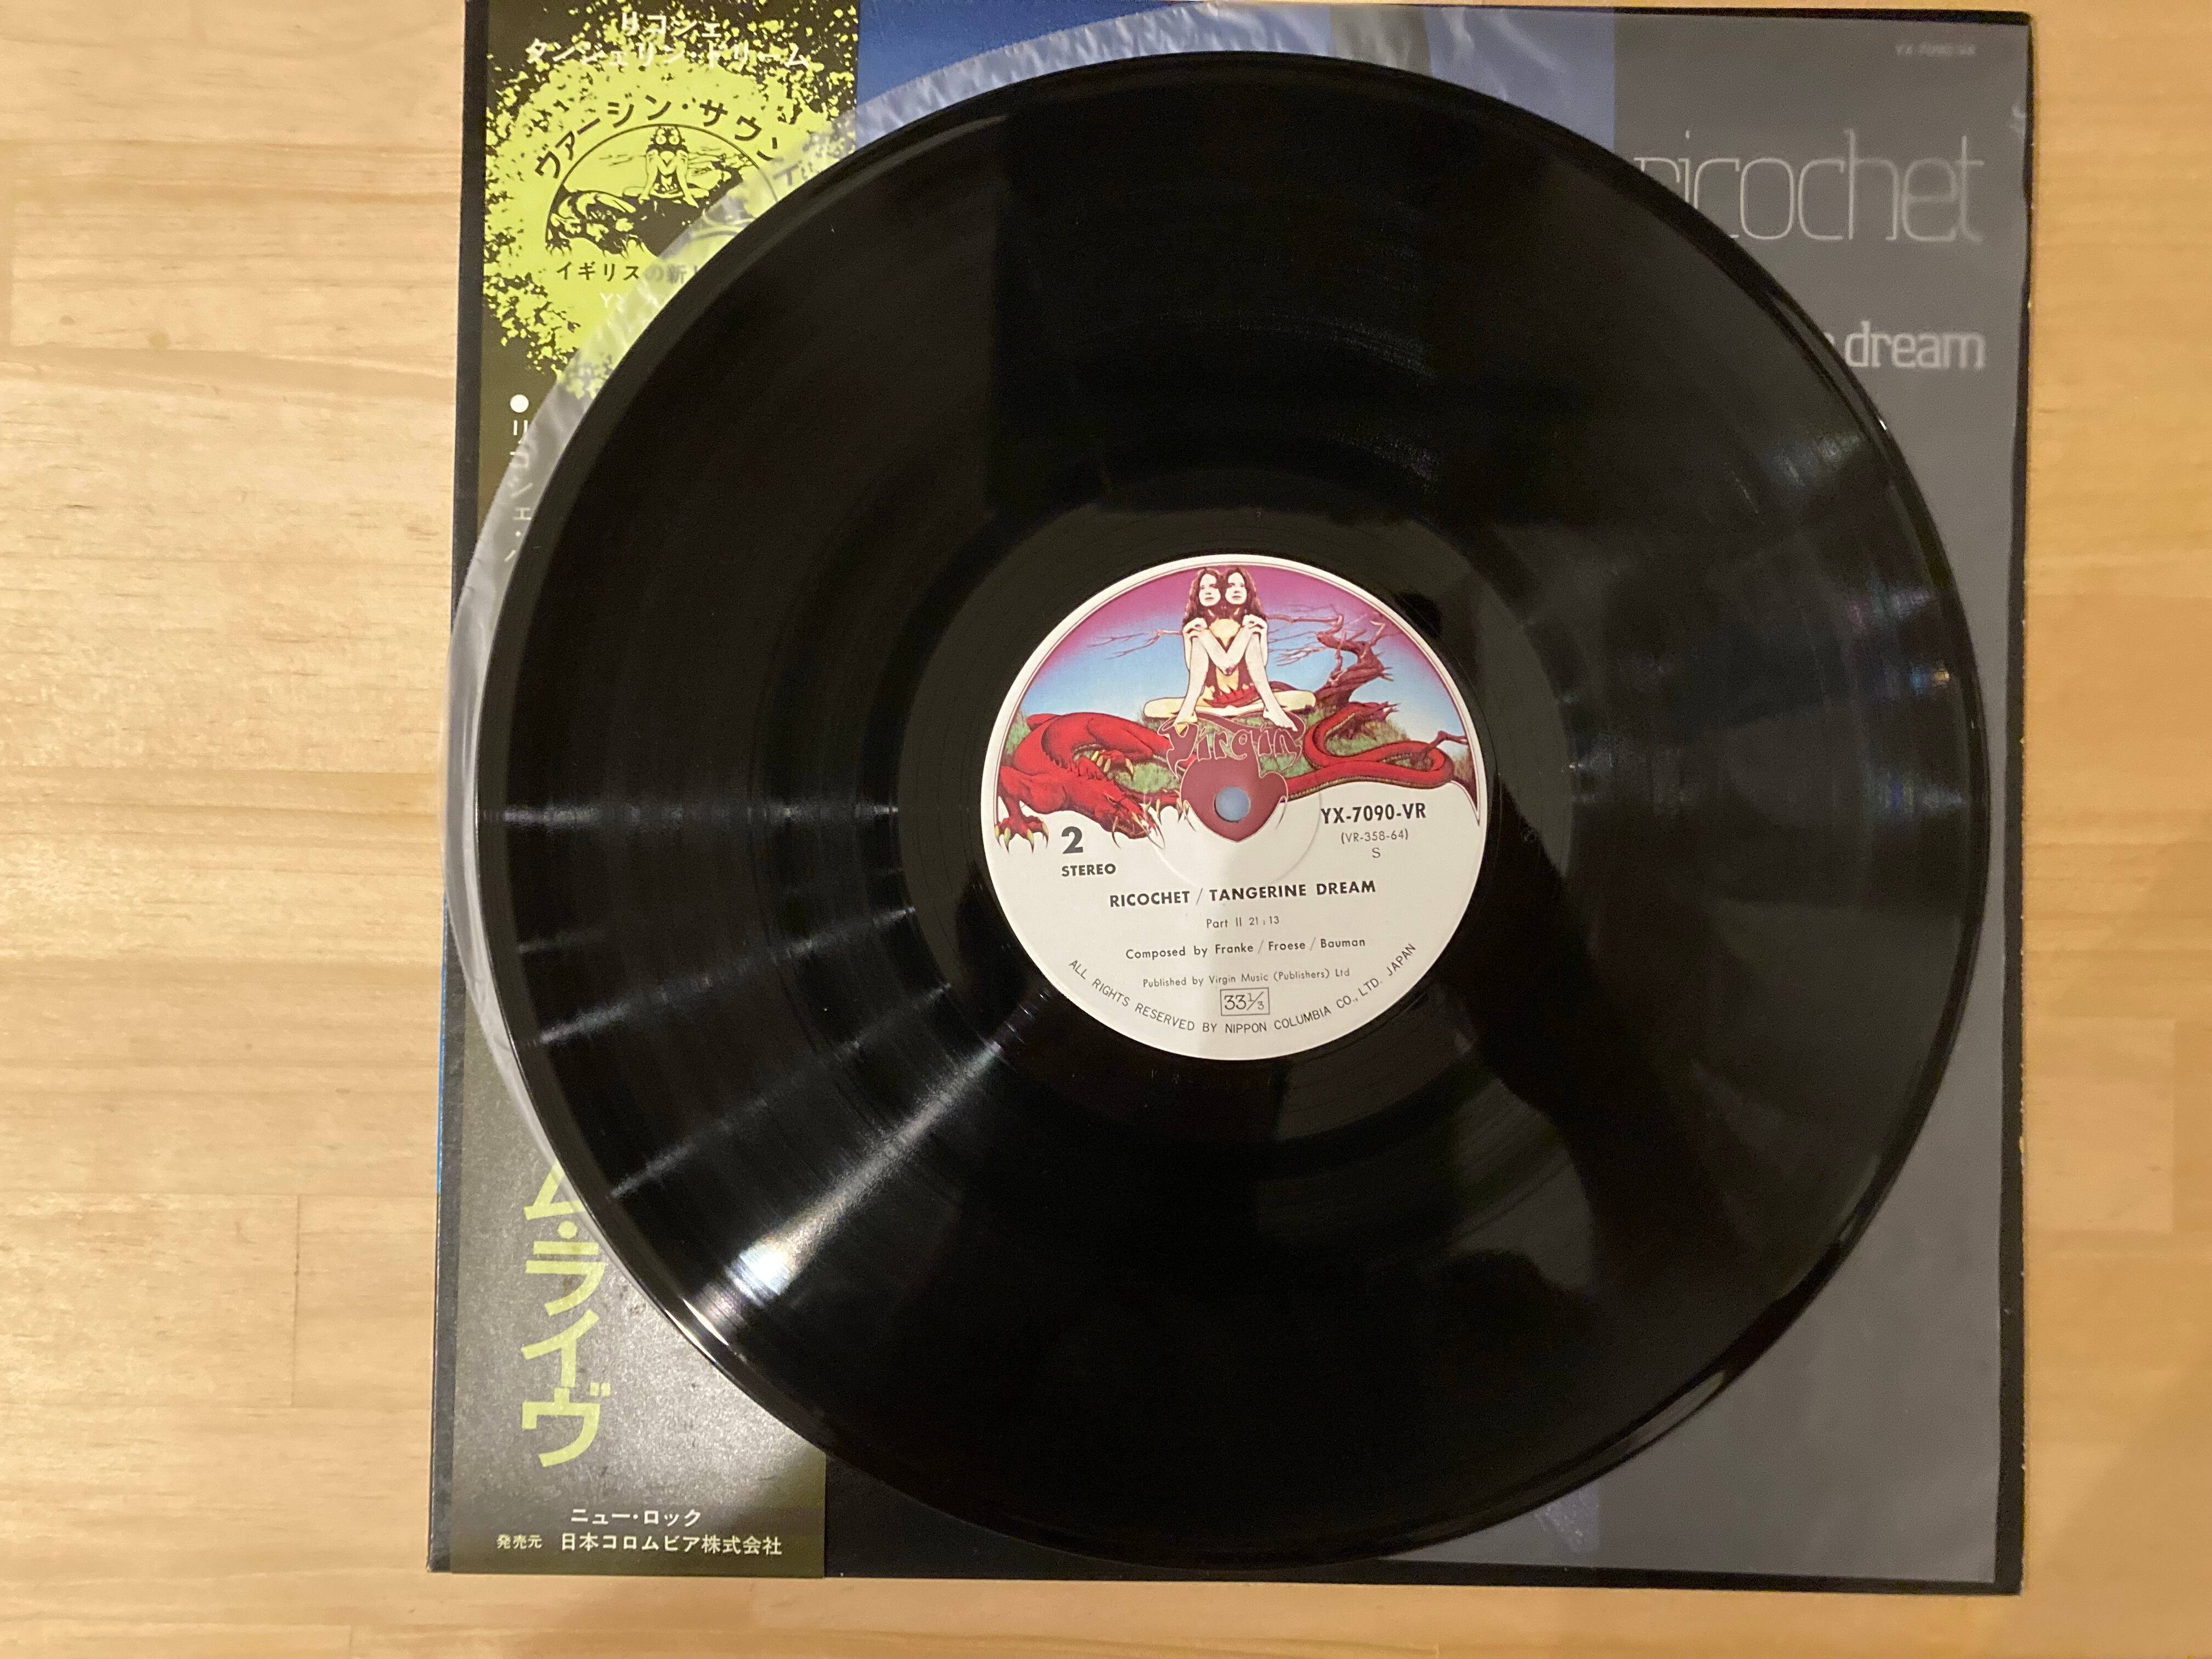 リコシェ
タンジェリン・ドリーム
ヴァージン・サウン
イギリスの新し
●リコシェ・
ム・ライヴ
ニュー・ロック
発売元 日本コロムビア株式会社
ricochet
dream
Virgin
2
STEREO
YX-7090-VR
(VR-358-64)
S
RICOCHET / TANGERINE DREAM
Part II 21:13
Composed by Franke / Froese / Bauman
Published by Virgin Music (Publishers) Ltd
33⅓
ALL RIGHTS RESERVED BY NIPPON COLUMBIA CO., LTD. JAPAN